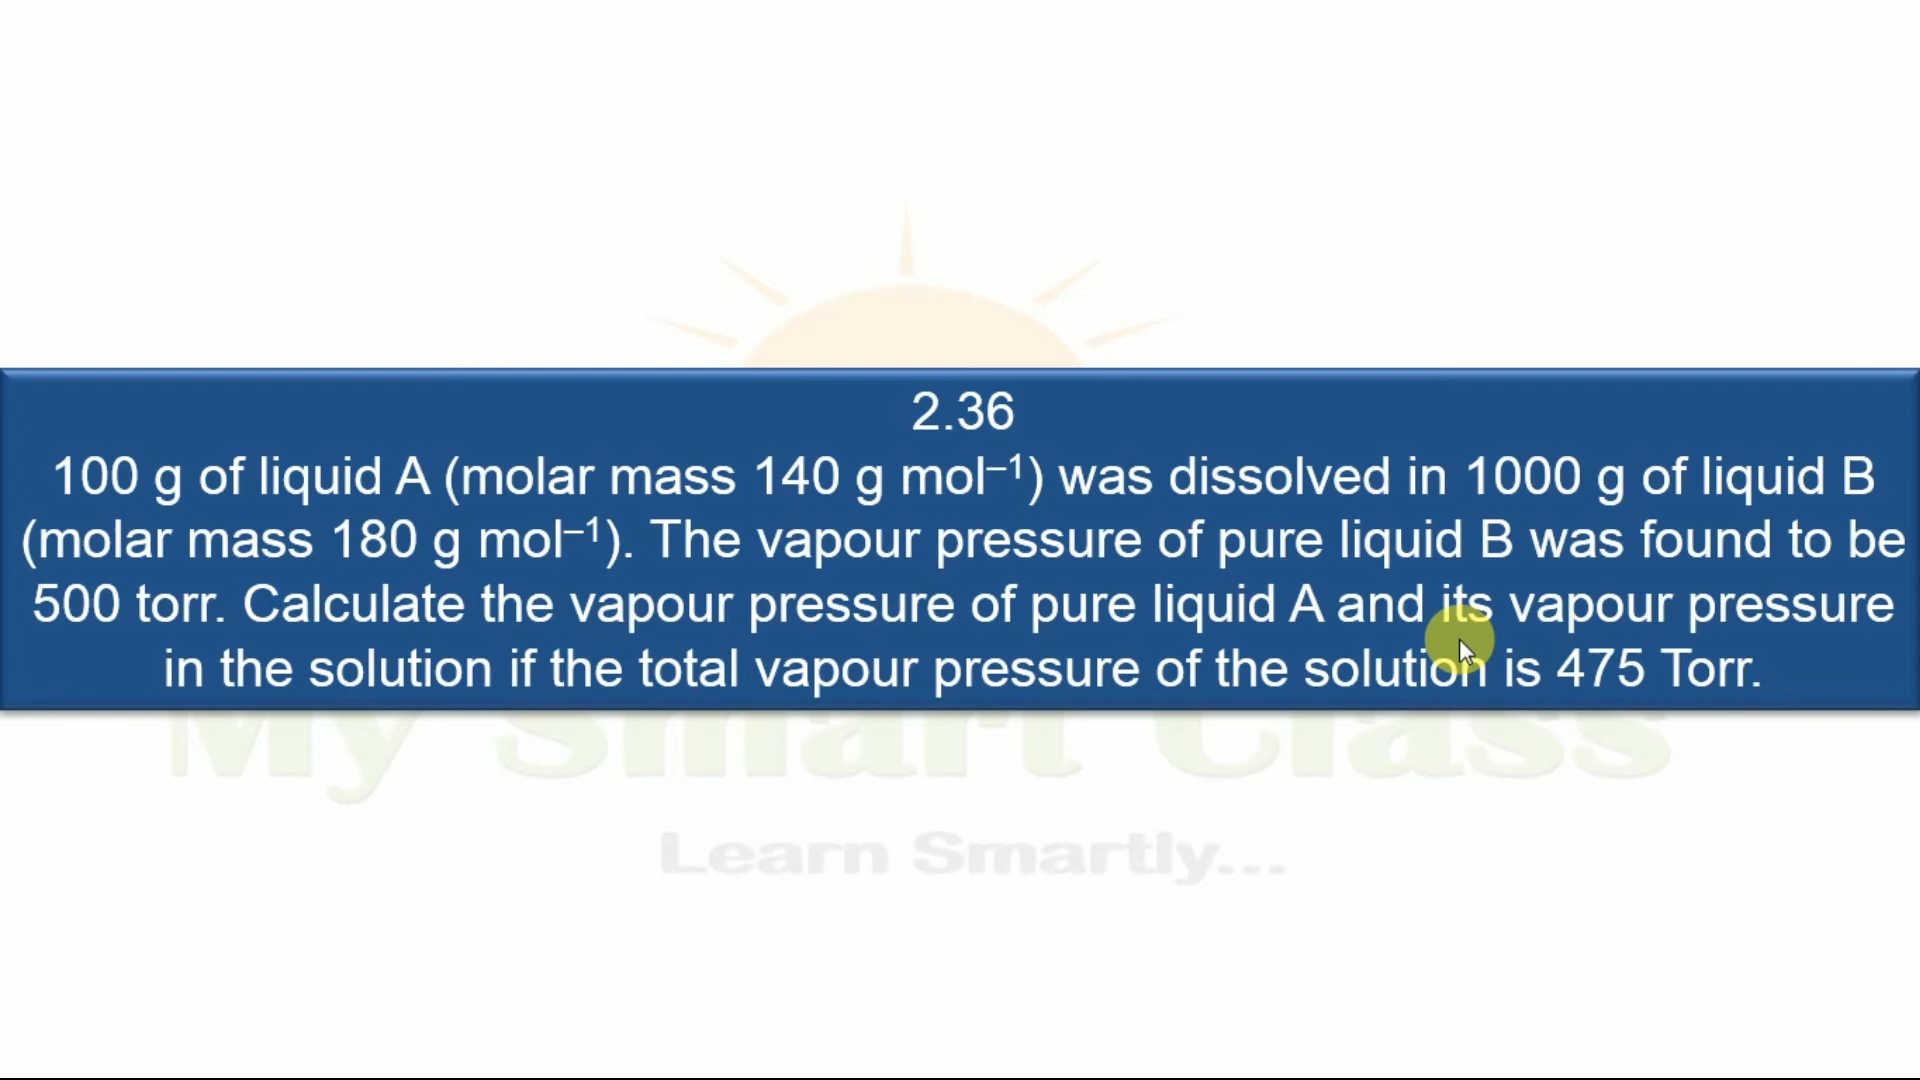 2.36
100 g of liquid A (molar mass 140 g mol⁻¹) was dissolved in 1000 g of liquid B
(molar mass 180 g mol⁻¹). The vapour pressure of pure liquid B was found to be
500 torr. Calculate the vapour pressure of pure liquid A and its vapour pressure
in the solution if the total vapour pressure of the solution is 475 Torr.
My Smart Class
Learn Smartly...